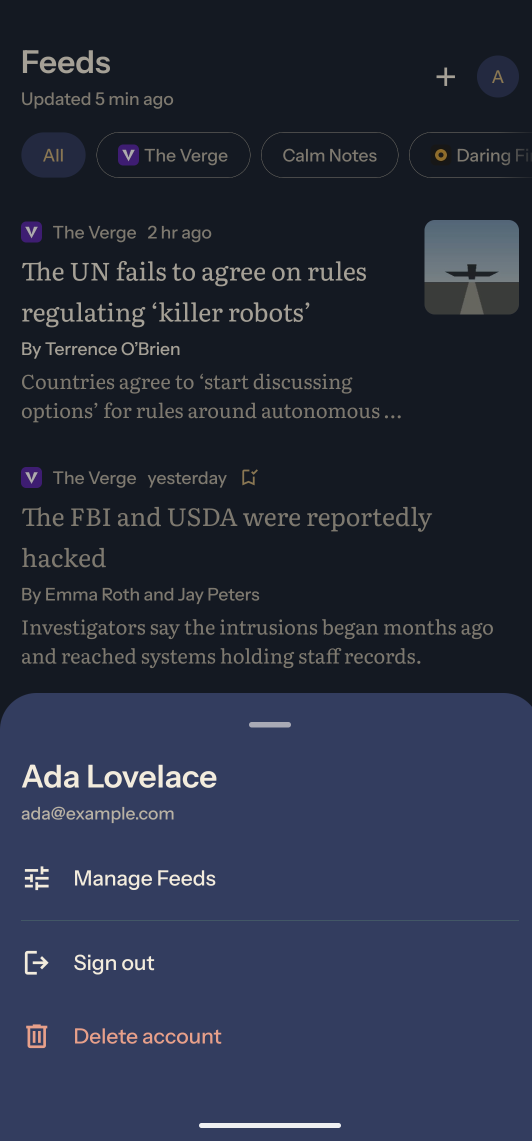 Feeds
Updated 5 min ago
A
All
The Verge
Calm Notes
Daring Fi
The Verge 2 hr ago
The UN fails to agree on rules
regulating ‘killer robots’
By Terrence O’Brien
Countries agree to ‘start discussing
options’ for rules around autonomous ...
The Verge yesterday
The FBI and USDA were reportedly
hacked
By Emma Roth and Jay Peters
Investigators say the intrusions began months ago
and reached systems holding staff records.
Ada Lovelace
ada@example.com
Manage Feeds
Sign out
Delete account